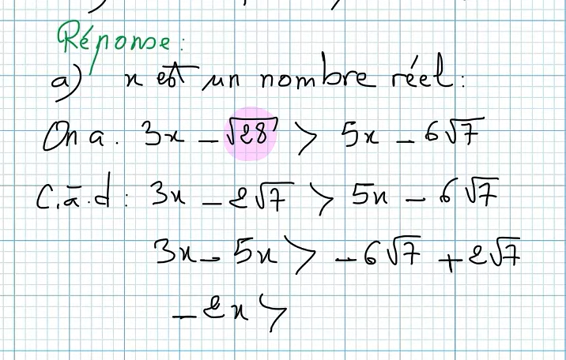 Réponse :
a) x est un nombre réel :
On a : 3x - √28 > 5x - 6√7
C.à.d : 3x - 2√7 > 5x - 6√7
3x - 5x > -6√7 + 2√7
-2x >